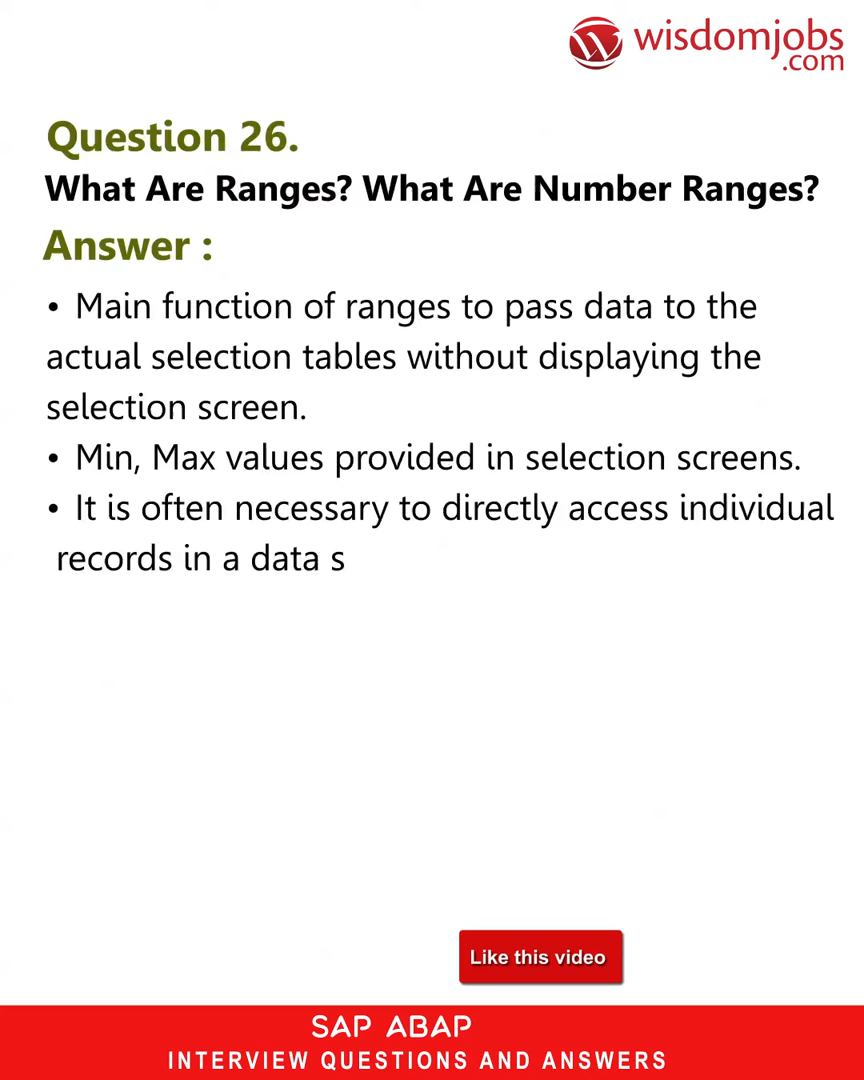 wisdomjobs
.com
Question 26.
What Are Ranges? What Are Number Ranges?
Answer :
• Main function of ranges to pass data to the
actual selection tables without displaying the
selection screen.
• Min, Max values provided in selection screens.
• It is often necessary to directly access individual
records in a data s
Like this video
SAP ABAP
INTERVIEW QUESTIONS AND ANSWERS